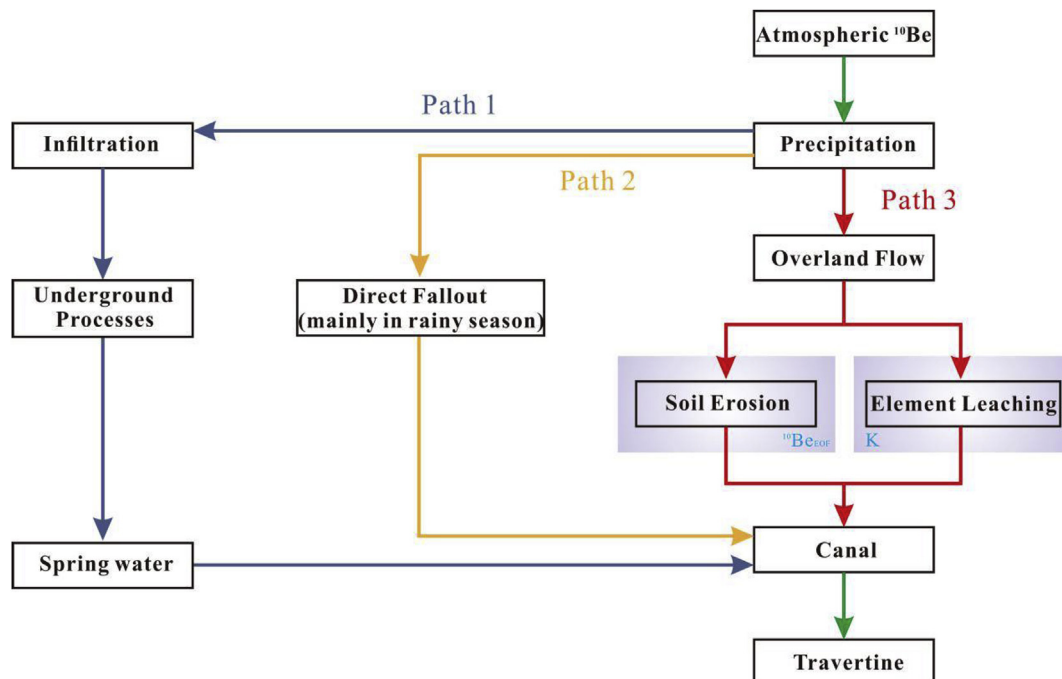 Atmospheric ¹⁰Be
Path 1
Infiltration
Precipitation
Path 2
Path 3
Overland Flow
Underground
Processes
Direct Fallout
(mainly in rainy season)
Soil Erosion
Element Leaching
¹⁰Be EOF
K
Spring water
Canal
Travertine